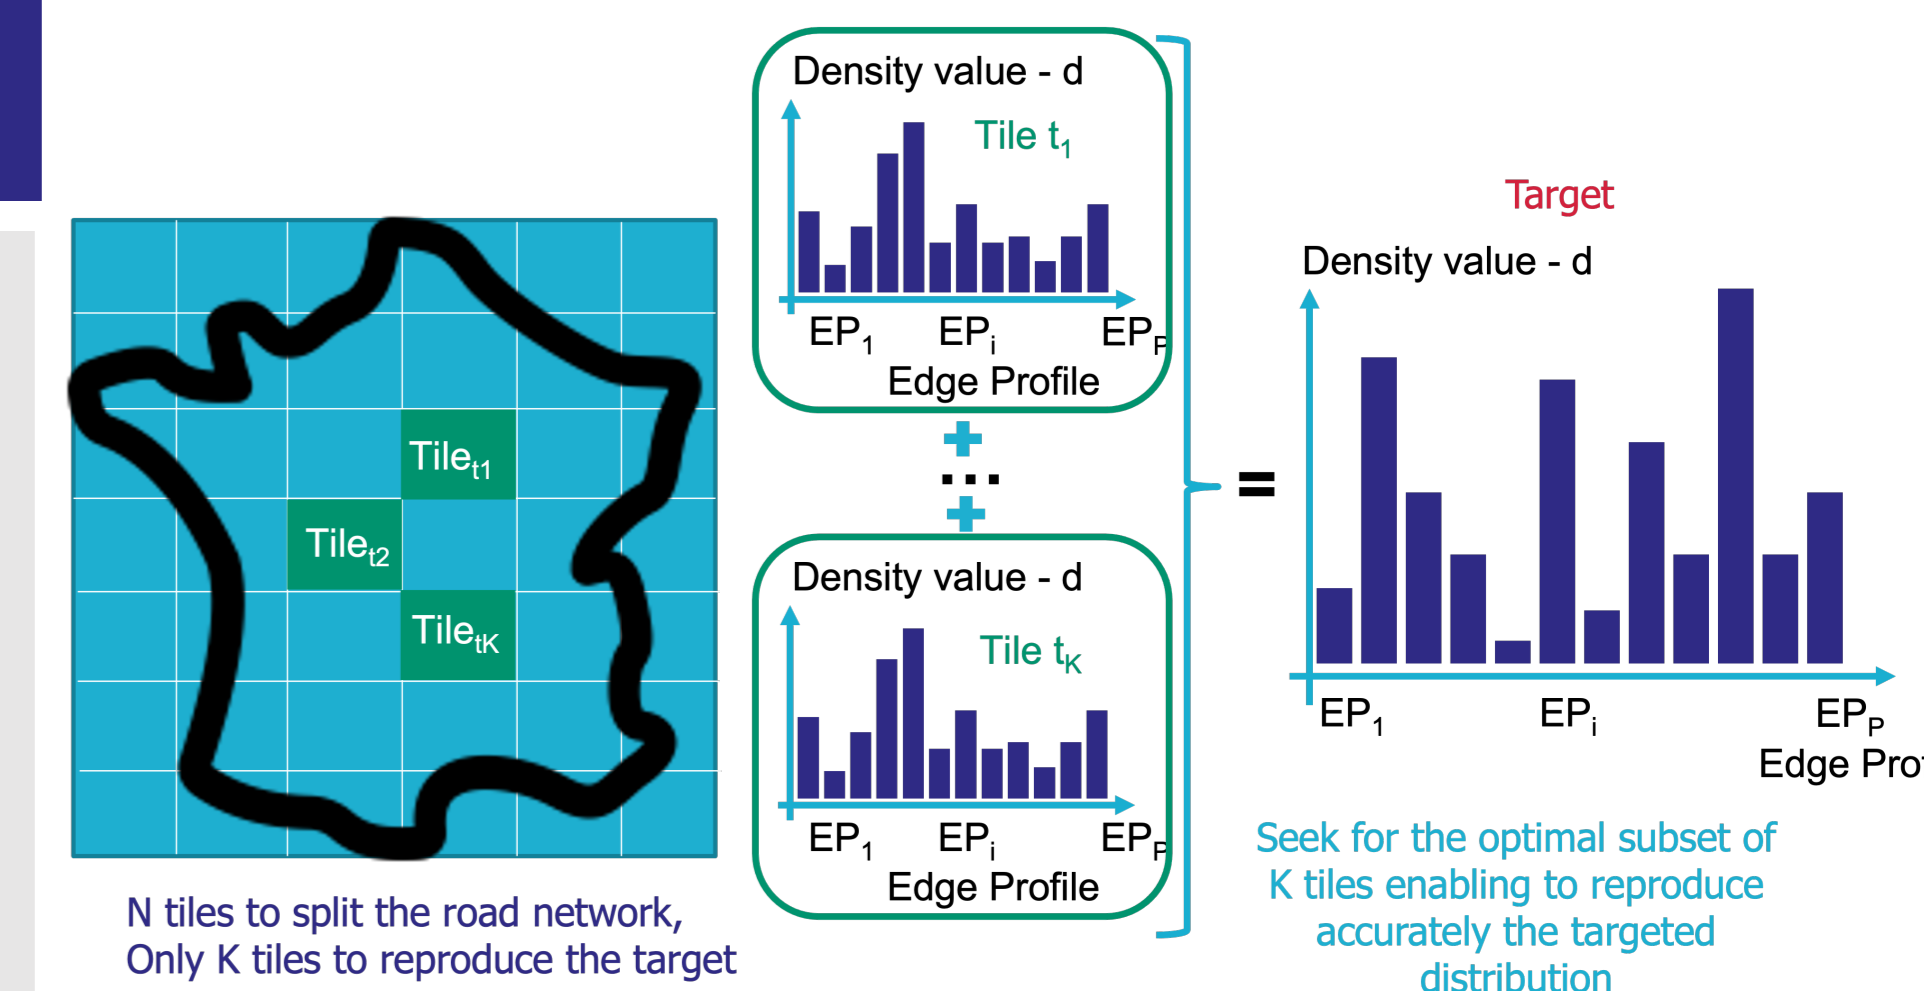 Density value - d
Tile t1
EP1 EPi EPP
Edge Profile
Tilet1
Tilet2
TiletK
N tiles to split the road network,
Only K tiles to reproduce the target
+
...
+
Density value - d
Tile tK
EP1 EPi EPP
Edge Profile
=
Target
Density value - d
EP1 EPi EPP
Edge Prof
Seek for the optimal subset of
K tiles enabling to reproduce
accurately the targeted
distribution